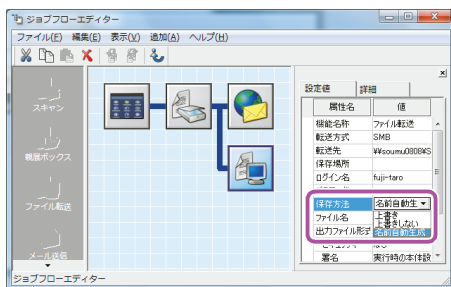 ジョブフローエディター
ファイル(F) 編集(E) 表示(V) 追加(A) ヘルプ(H)
スキャン
親展ボックス
ファイル転送
メール送信
設定値 詳細
属性名 値
機能名称 ファイル転送
転送方式 SMB
転送先 ¥¥soumu0808¥S
保存場所
ログイン名 fuji-taro
保存方法 名前自動生
上書き
ファイル名 上書きしない
出力ファイル形式 名前自動生成
署名 実行時の本体設
ジョブフローエディター